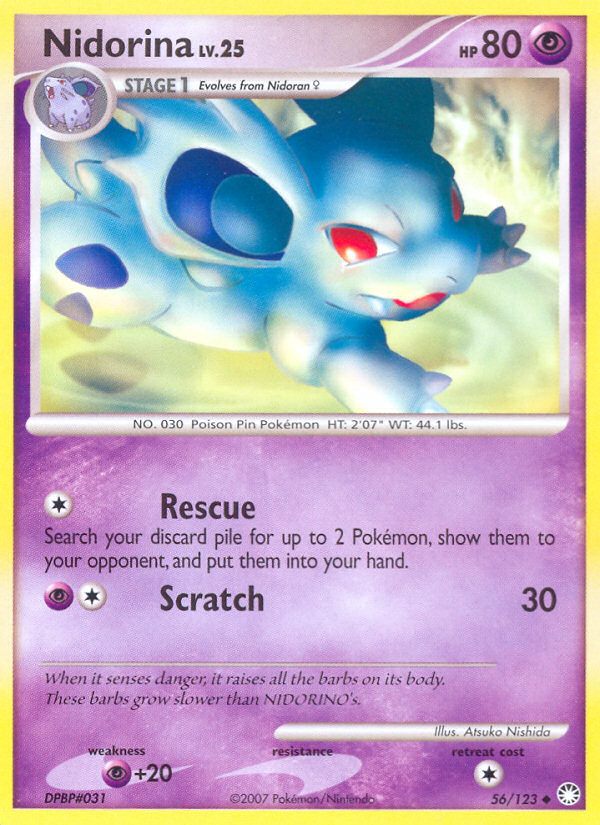 Nidorina LV.25
HP 80
STAGE 1 Evolves from Nidoran♀
NO. 030 Poison Pin Pokémon HT: 2'07" WT: 44.1 lbs.
Rescue
Search your discard pile for up to 2 Pokémon, show them to
your opponent, and put them into your hand.
Scratch 30
When it senses danger, it raises all the barbs on its body.
These barbs grow slower than NIDORINO's.
Illus. Atsuko Nishida
weakness resistance retreat cost
+20
DPBP#031 ©2007 Pokémon/Nintendo 56/123